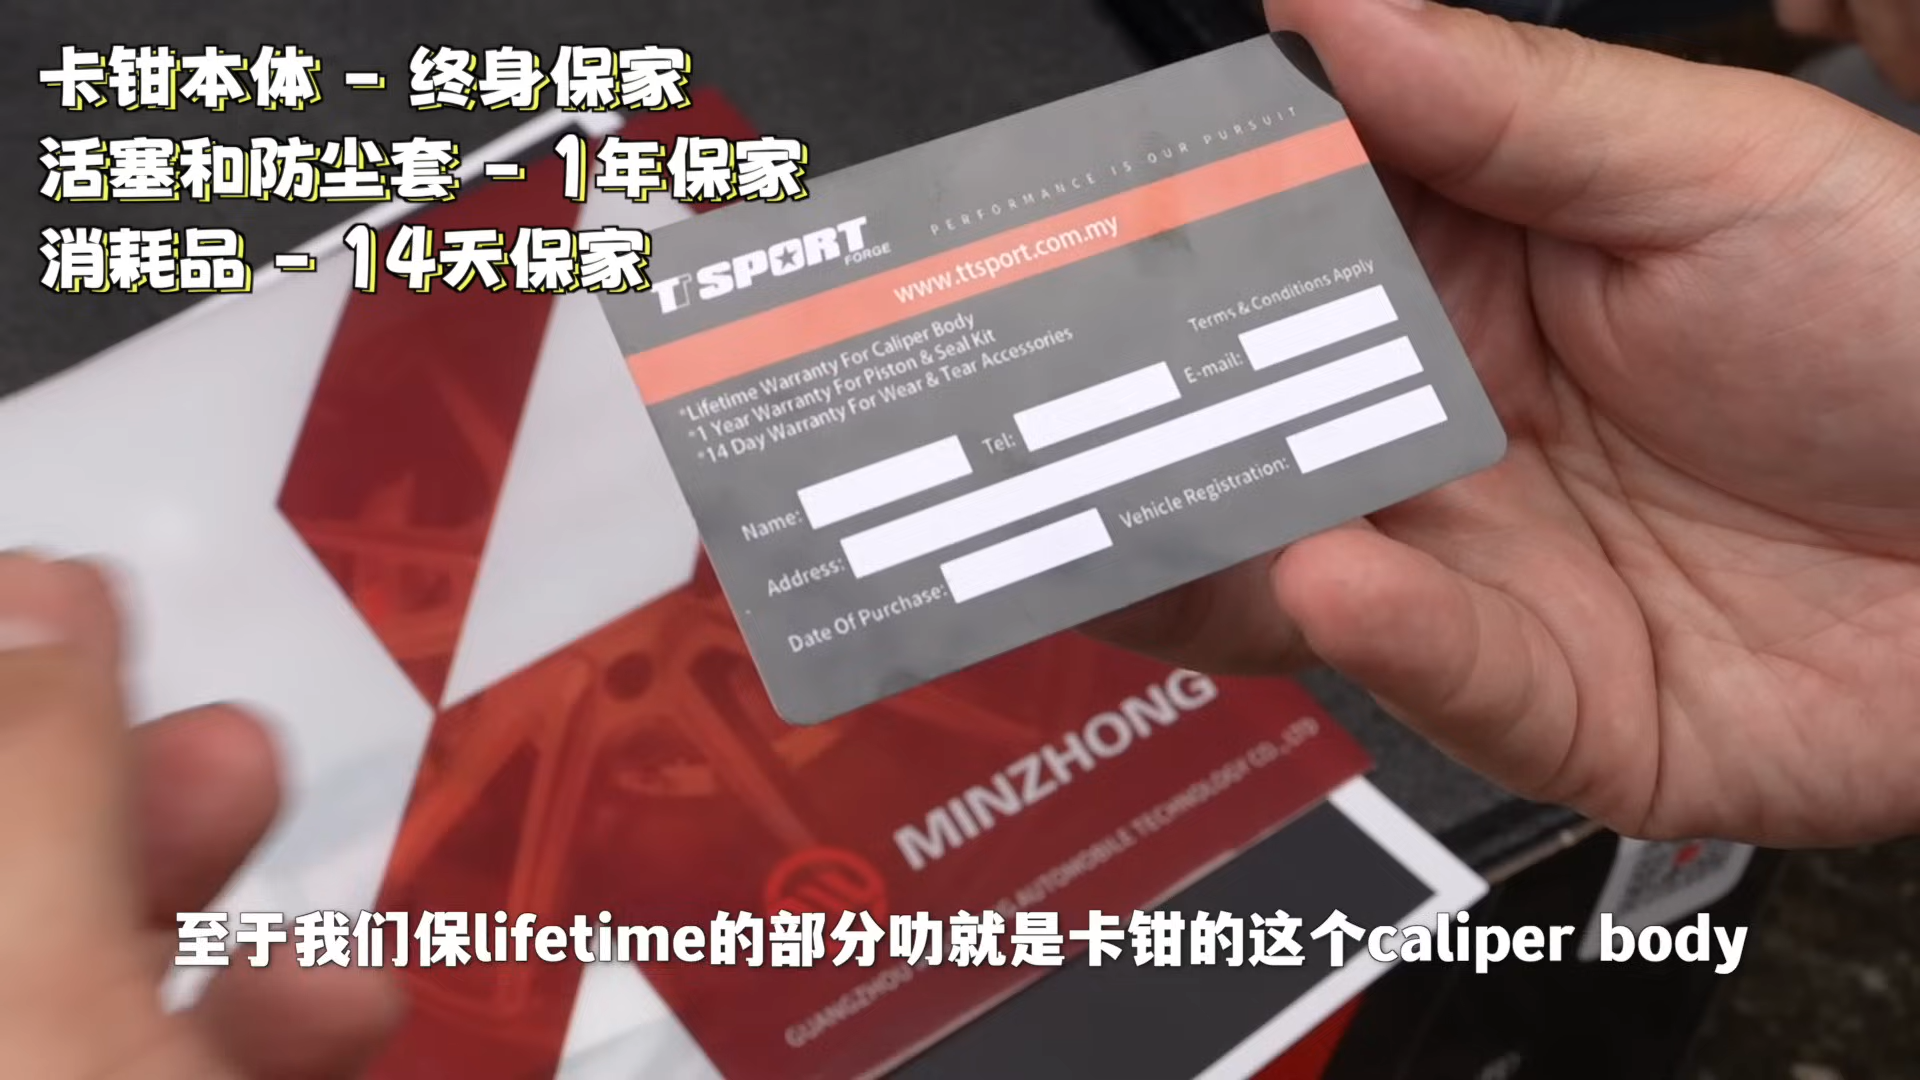 卡钳本体 - 终身保家
活塞和防尘套 - 1年保家
消耗品 - 14天保家
TT SPORT
FORGE
PERFORMANCE IS OUR PURSUIT
www.ttsport.com.my
*Lifetime Warranty For Caliper Body
*1 Year Warranty For Piston & Seal Kit
*14 Day Warranty For Wear & Tear Accessories
Terms & Conditions Apply
Name:
Tel:
E-mail:
Address:
Date Of Purchase:
Vehicle Registration:
MINZHONG
GUANGZHOU
AUTOMOBILE TECHNOLOGY CO.,LTD
至于我们保lifetime的部分叻就是卡钳的这个caliper body